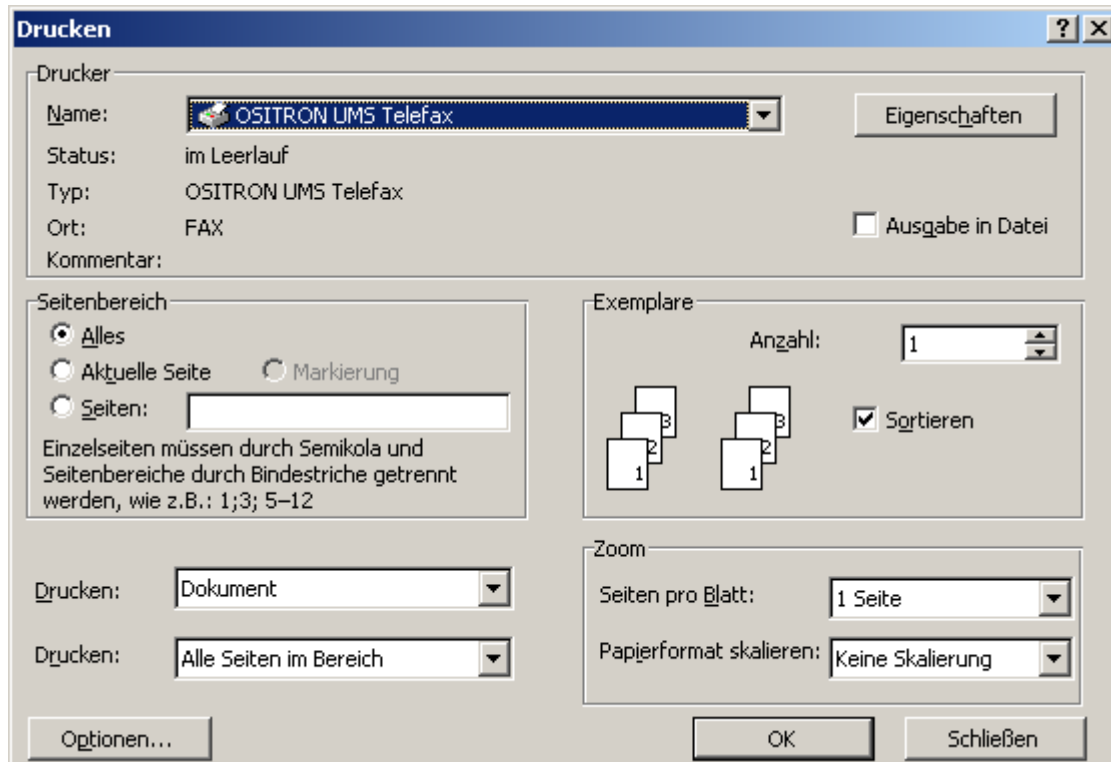 Drucken
Drucker
Name: OSITRON UMS Telefax Eigenschaften
Status: im Leerlauf
Typ: OSITRON UMS Telefax
Ort: FAX Ausgabe in Datei
Kommentar:
Seitenbereich
Alles
Aktuelle Seite Markierung
Seiten:
Einzelseiten müssen durch Semikola und
Seitenbereiche durch Bindestriche getrennt
werden, wie z.B.: 1;3; 5–12
Exemplare
Anzahl: 1
3 3
2 2
1 1
Sortieren
Drucken: Dokument
Drucken: Alle Seiten im Bereich
Zoom
Seiten pro Blatt: 1 Seite
Papierformat skalieren: Keine Skalierung
Optionen... OK Schließen